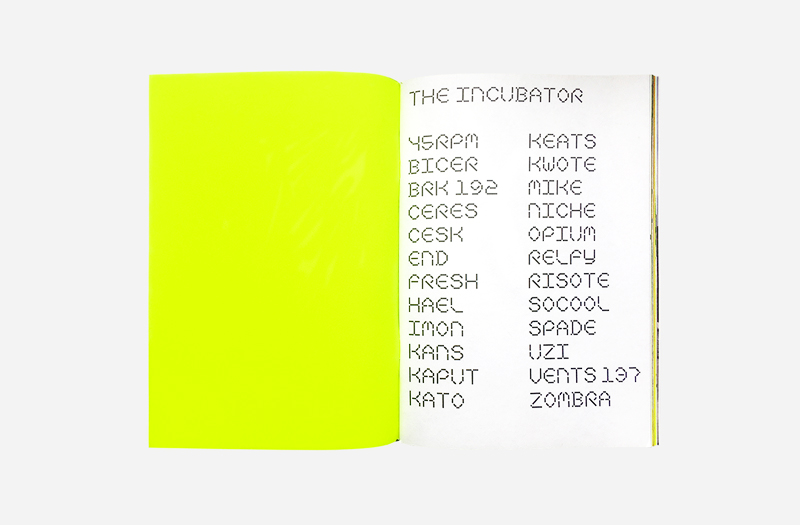 THE INCUBATOR
45RPM
BICER
BRK 192
CERES
CESK
END
FRESH
HAEL
IMON
KANS
KAPUT
KATO
KEATS
KWOTE
MIKE
NICHE
OPIUM
RELFY
RISOTE
SOCOOL
SPADE
UZI
VENTS 137
ZOMBRA